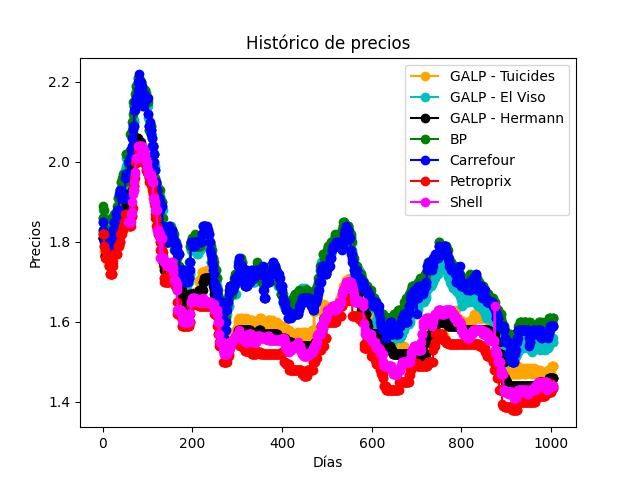 Histórico de precios
GALP - Tuicides
GALP - El Viso
GALP - Hermann
BP
Carrefour
Petroprix
Shell
Precios
2.2
2.0
1.8
1.6
1.4
0 200 400 600 800 1000
Días